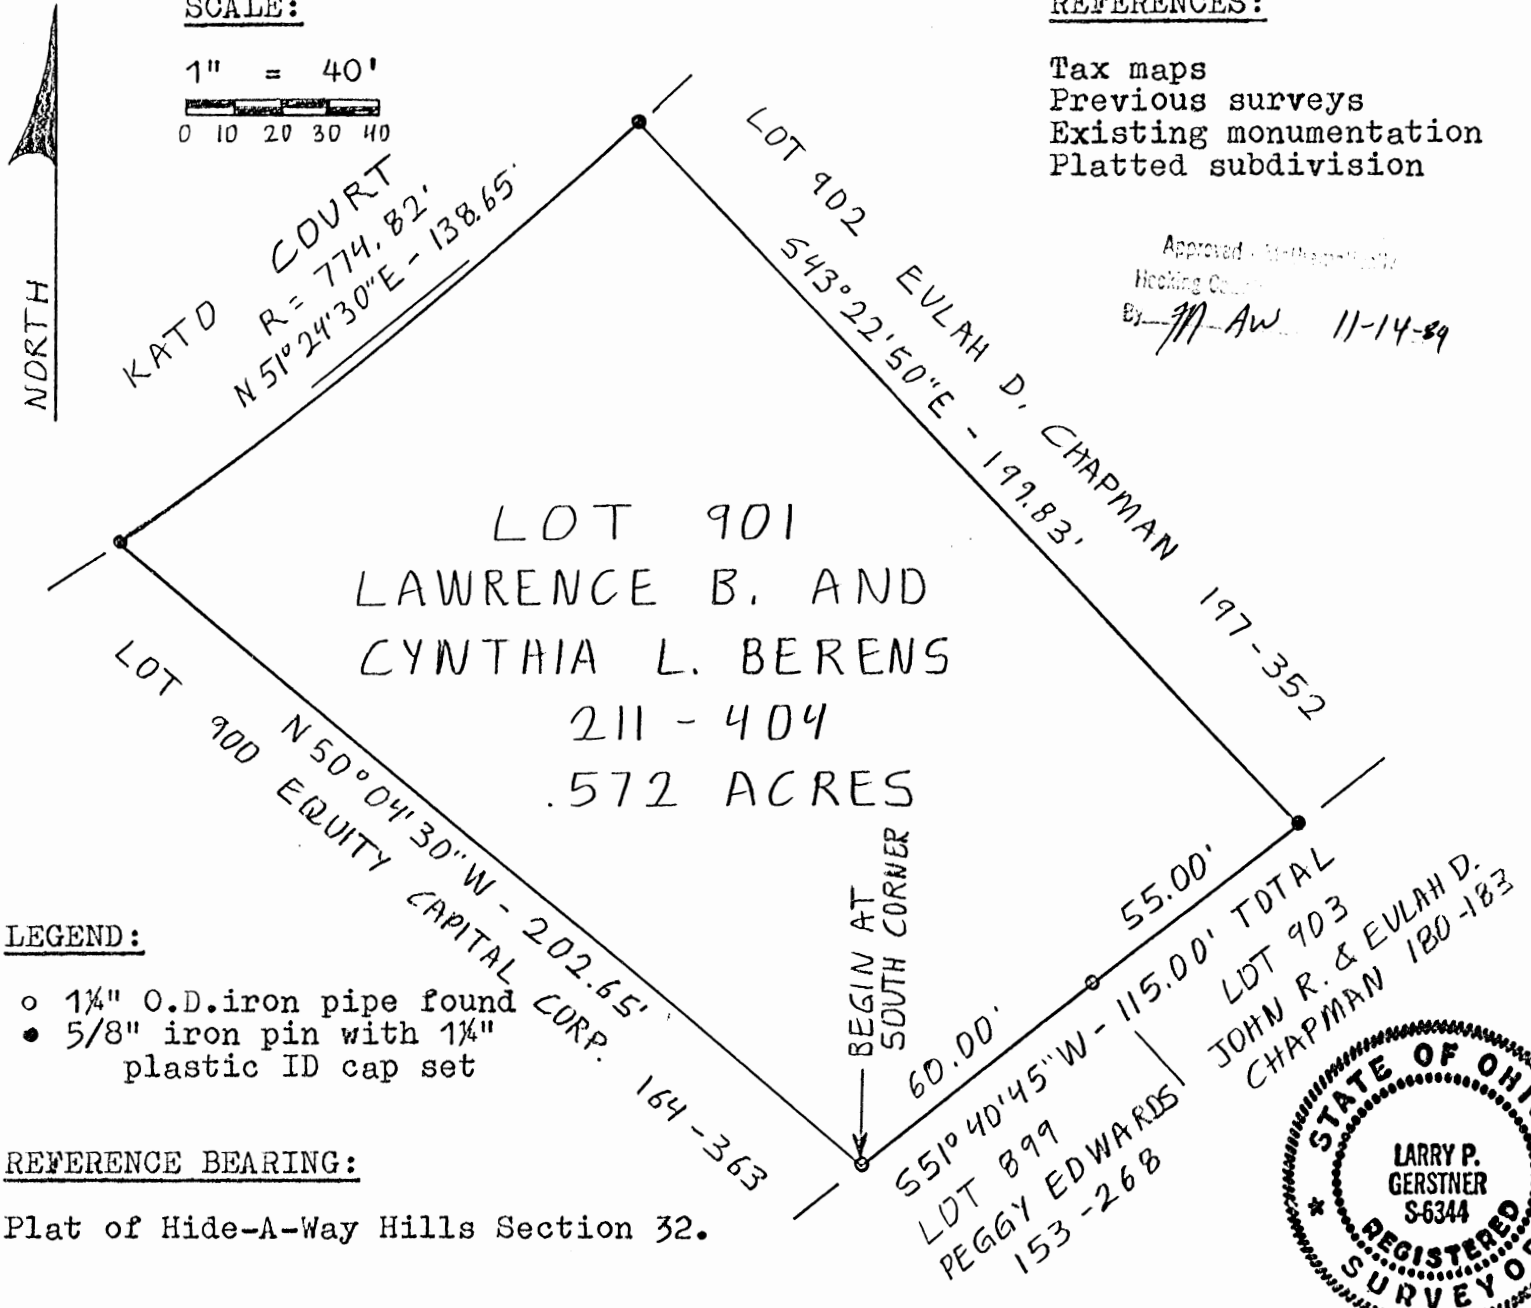 SCALE:
1" = 40'
0 10 20 30 40
NORTH
REFERENCES:
Tax maps
Previous surveys
Existing monumentation
Platted subdivision
Approved
Hocking
By 11-14-89
KATO COURT
R = 774.82'
N 51° 24' 30" E - 138.65'
LOT 902 EVLAH D. CHAPMAN 197-352
S 43° 22' 50" E - 199.83'
LOT 901
LAWRENCE B. AND
CYNTHIA L. BERENS
211 - 404
.572 ACRES
N 50° 04' 30" W - 202.65'
LOT 900 EQUITY CAPITAL CORP. 164-363
BEGIN AT
SOUTH CORNER
60.00'
55.00'
S 51° 40' 45" W - 115.00' TOTAL
LOT 899
PEGGY EDWARDS
153-268
LOT 903
JOHN R. & EVLAH D.
CHAPMAN 180-183
LEGEND:
o 1¼" O.D.iron pipe found
● 5/8" iron pin with 1¼"
plastic ID cap set
REFERENCE BEARING:
Plat of Hide-A-Way Hills Section 32.
STATE OF OHI
LARRY P.
GERSTNER
S-6344
REGISTERED
SURVEYO